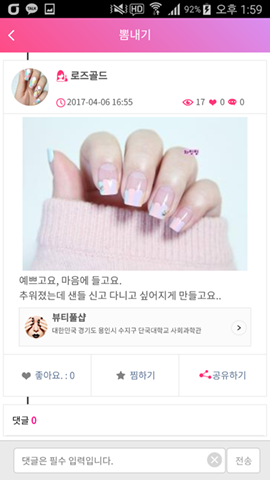 HD 92% 오후 1:59
뽐내기
로즈골드
2017-04-06 16:55 17 0 0
예쁘고요, 마음에 들고요.
추워졌는데 샌들 신고 다니고 싶어지게 만들고요..
뷰티풀샵
대한민국 경기도 용인시 수지구 단국대학교 사회과학관
좋아요. : 0 찜하기 공유하기
댓글 0
댓글은 필수 입력입니다. 전송